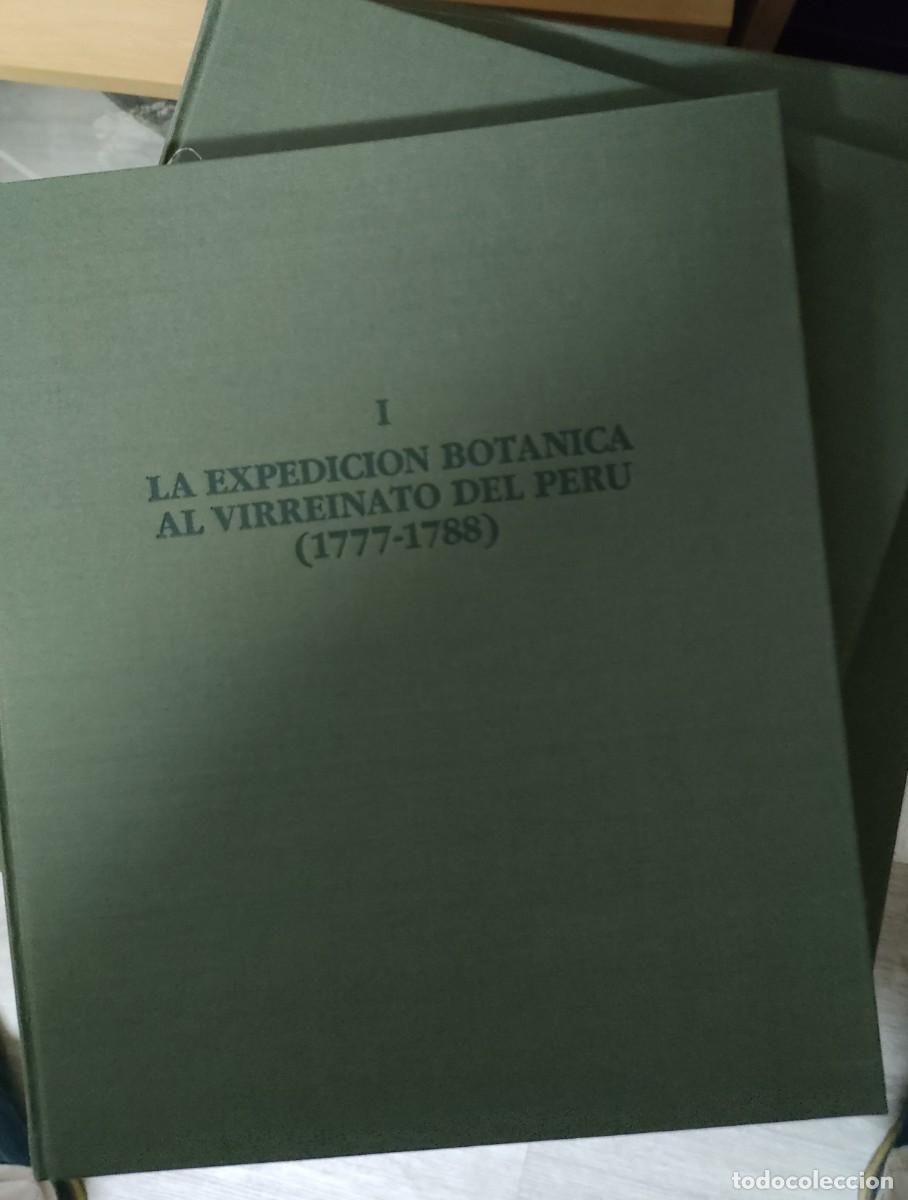 I
LA EXPEDICION BOTANICA
AL VIRREINATO DEL PERU
(1777-1788)
todocoleccion